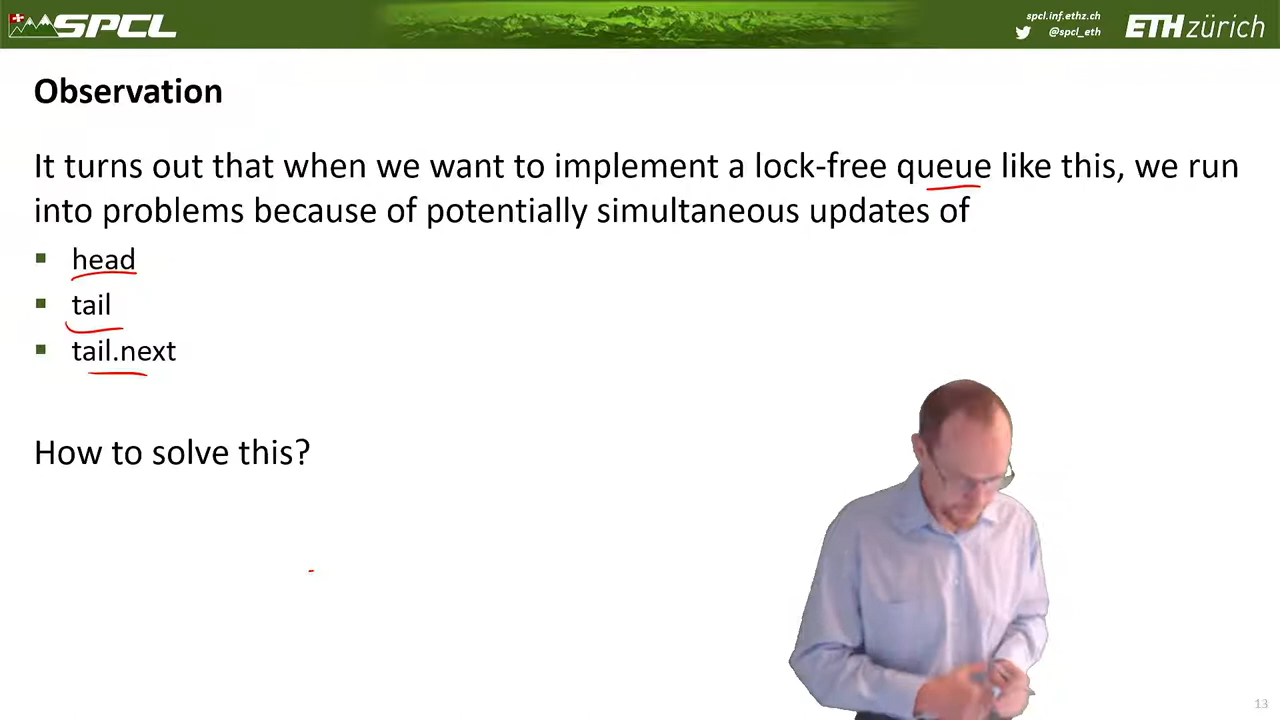 SPCL
spcl.inf.ethz.ch
@spcl_eth
ETH zürich
Observation
It turns out that when we want to implement a lock-free queue like this, we run
into problems because of potentially simultaneous updates of
▪ head
▪ tail
▪ tail.next
How to solve this?
13